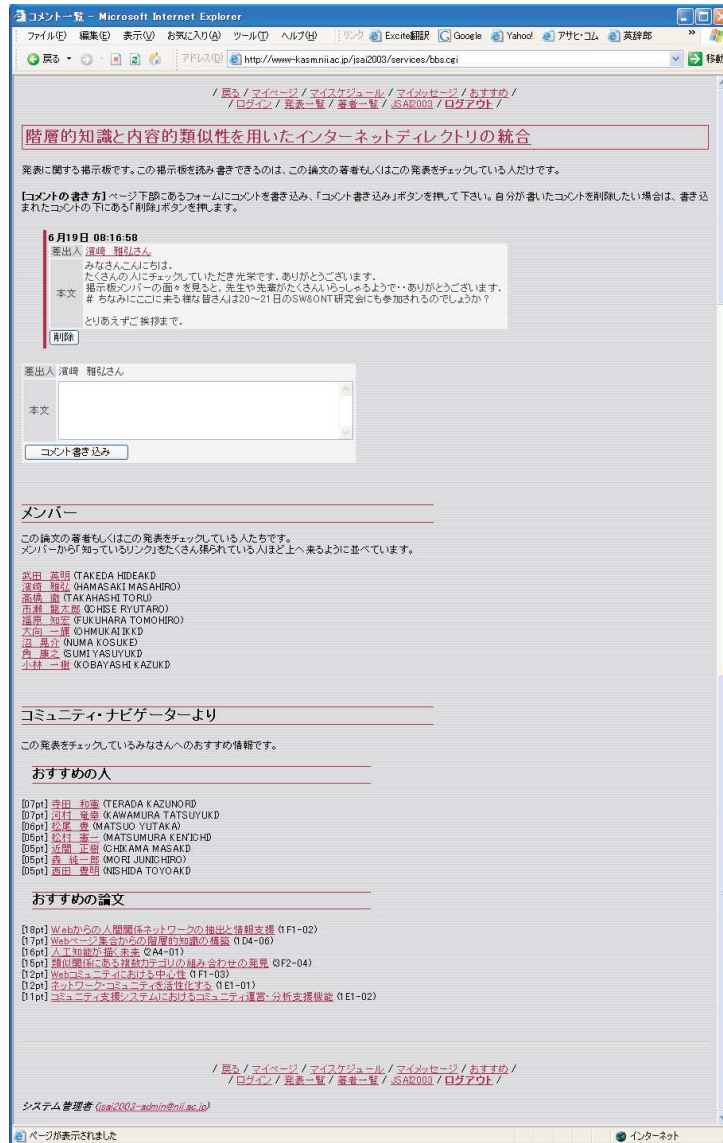 コメント一覧 - Microsoft Internet Explorer
ファイル(F) 編集(E) 表示(V) お気に入り(A) ツール(T) ヘルプ(H) リンク Excite翻訳 Google Yahoo! アサヒ・コム 英辞郎 »
戻る アドレス(D) http://www-kasm.nii.ac.jp/jsai2003/services/bbs.cgi 移動
/ 戻る / マイページ / マイスケジュール / マイメッセージ / おすすめ /
/ ログイン / 発表一覧 / 著者一覧 / JSAI2003 / ログアウト /
階層的知識と内容的類似性を用いたインターネットディレクトリの統合
発表に関する掲示板です。この掲示板を読み書きできるのは、この論文の著者もしくはこの発表をチェックしている人だけです。
[コメントの書き方] ページ下部にあるフォームにコメントを書き込み、「コメント書き込み」ボタンを押して下さい。自分が書いたコメントを削除したい場合は、書き込
まれたコメントの下にある「削除」ボタンを押します。
6月19日 08:16:58
差出人 濱崎 雅弘さん
みなさんこんにちは.
たくさんの人にチェックしていただき光栄です. ありがとうございます.
掲示板メンバーの面々を見ると, 先生や先輩がたくさんいらっしゃるようで・・ありがとうございます.
本文
# ちなみにここに来る様な皆さんは20～21日のSW&ONT研究会にも参加されるのでしょうか？
とりあえずご挨拶まで.
削除
差出人 濱崎 雅弘さん
本文
コメント書き込み
メンバー
この論文の著者もしくはこの発表をチェックしている人たちです。
メンバーから「知っているリンク」をたくさん張られている人ほど上へ来るように並べています。
武田 英明 (TAKEDA HIDEAKI)
濱崎 雅弘 (HAMASAKI MASAHIRO)
高橋 徹 (TAKAHASHI TORU)
市瀬 龍太郎 (ICHISE RYUTARO)
福原 知宏 (FUKUHARA TOMOHIRO)
大向 一輝 (OHMUKAI IKKI)
沼 晃介 (NUMA KOSUKE)
角 康之 (SUMI YASUYUKI)
小林 一樹 (KOBAYASHI KAZUKI)
コミュニティ・ナビゲーターより
この発表をチェックしているみなさんへのおすすめ情報です。
おすすめの人
[07pt] 寺田 和憲 (TERADA KAZUNORI)
[07pt] 河村 竜幸 (KAWAMURA TATSUYUKI)
[06pt] 松尾 豊 (MATSUO YUTAKA)
[05pt] 松村 憲一 (MATSUMURA KEN'ICHI)
[05pt] 近間 正樹 (CHIKAMA MASAKI)
[05pt] 森 純一郎 (MORI JUNICHIRO)
[05pt] 西田 豊明 (NISHIDA TOYOAKI)
おすすめの論文
[18pt] Webからの人間関係ネットワークの抽出と情報支援 (1F1-02)
[17pt] Webページ集合からの階層的知識の構築 (1D4-06)
[16pt] 人工知能が描く未来 (2A4-01)
[15pt] 類似関係にある複数カテゴリの組み合わせの発見 (3F2-04)
[12pt] Webコミュニティにおける中心性 (1F1-03)
[12pt] ネットワーク・コミュニティを活性化する (1E1-01)
[11pt] コミュニティ支援システムにおけるコミュニティ運営・分析支援機能 (1E1-02)
/ 戻る / マイページ / マイスケジュール / マイメッセージ / おすすめ /
/ ログイン / 発表一覧 / 著者一覧 / JSAI2003 / ログアウト /
システム管理者 (jsai2003-admin@nii.ac.jp)
ページが表示されました インターネット